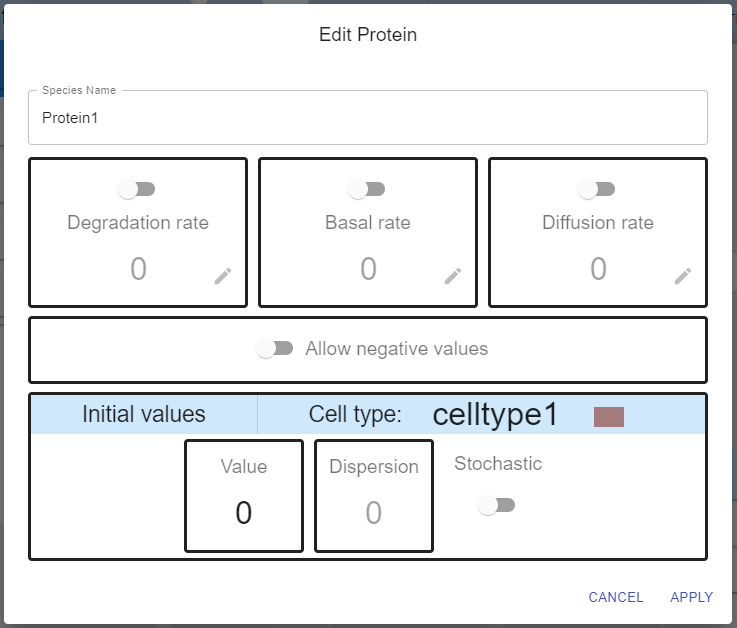 Edit Protein
Species Name
Protein1
Degradation rate
0
Basal rate
0
Diffusion rate
0
Allow negative values
Initial values
Cell type: celltype1
Value
0
Dispersion
0
Stochastic
CANCEL APPLY